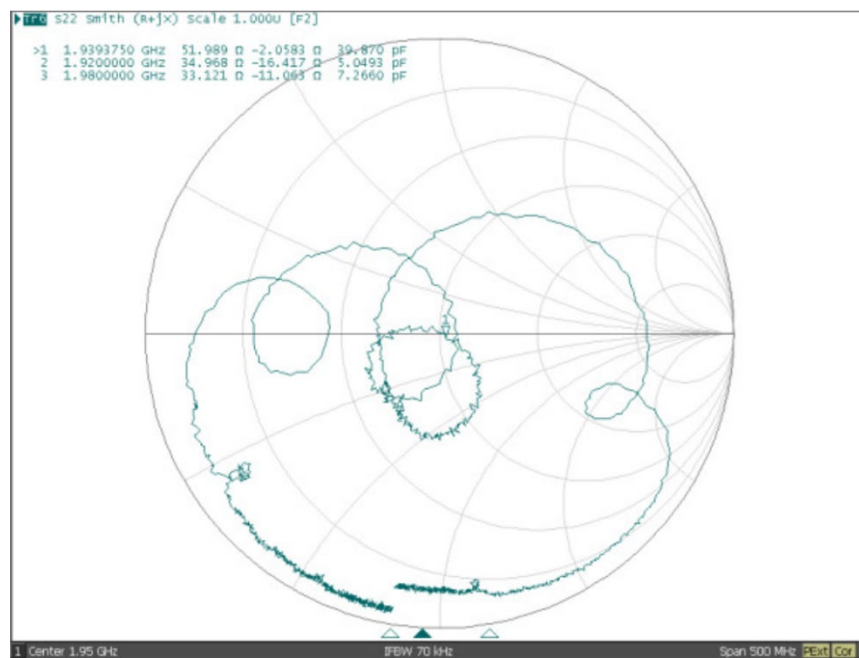 Tr6 S22 Smith (R+jX) Scale 1.000U [F2]
>1 1.9393750 GHz 51.989 Ω -2.0583 Ω 39.870 pF
2 1.9200000 GHz 34.968 Ω -16.417 Ω 5.0493 pF
3 1.9800000 GHz 33.121 Ω -11.063 Ω 7.2660 pF
1
1 Center 1.95 GHz IFBW 70 kHz Span 500 MHz PExt Cor